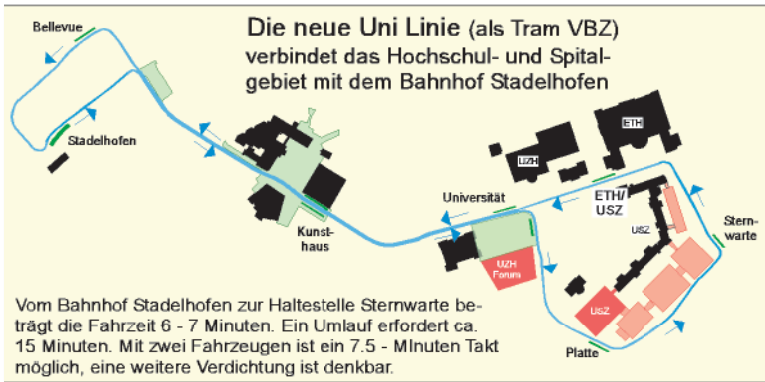 Die neue Uni Linie (als Tram VBZ)
verbindet das Hochschul- und Spital-
gebiet mit dem Bahnhof Stadelhofen
Bellevue
Stadelhofen
Kunst-
haus
Universität
UZH
ETH
ETH/
USZ
USZ
Stern-
warte
UZH
Forum
USZ
Platte
Vom Bahnhof Stadelhofen zur Haltestelle Sternwarte be-
trägt die Fahrzeit 6 - 7 Minuten. Ein Umlauf erfordert ca.
15 Minuten. Mit zwei Fahrzeugen ist ein 7.5 - MInuten Takt
möglich, eine weitere Verdichtung ist denkbar.